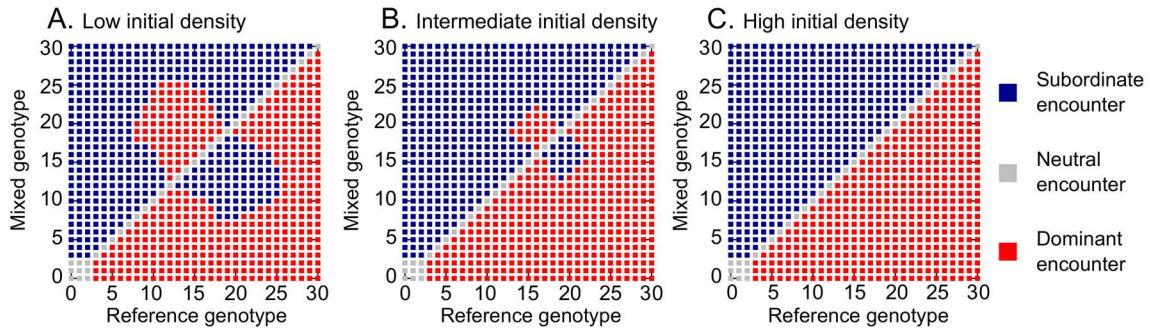 A. Low initial density
B. Intermediate initial density
C. High initial density
Mixed genotype
30
25
20
15
10
5
0
0 5 10 15 20 25 30
Reference genotype
Mixed genotype
30
25
20
15
10
5
0
0 5 10 15 20 25 30
Reference genotype
Mixed genotype
30
25
20
15
10
5
0
0 5 10 15 20 25 30
Reference genotype
Subordinate
encounter
Neutral
encounter
Dominant
encounter